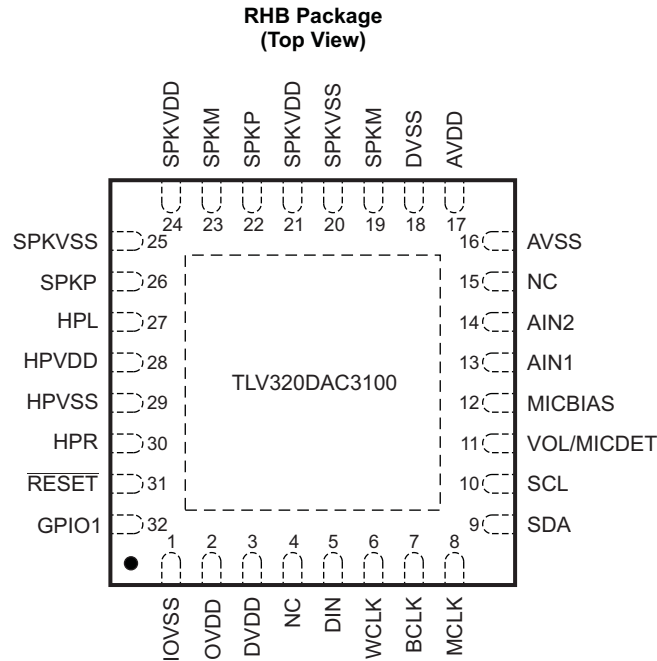 RHB Package
(Top View)
SPKVDD
SPKM
SPKP
SPKVDD
SPKVSS
SPKM
DVSS
AVDD
24 23 22 21 20 19 18 17
SPKVSS 25
SPKP 26
HPL 27
HPVDD 28
HPVSS 29
HPR 30
RESET 31
GPIO1 32
TLV320DAC3100
16 AVSS
15 NC
14 AIN2
13 AIN1
12 MICBIAS
11 VOL/MICDET
10 SCL
9 SDA
1 2 3 4 5 6 7 8
IOVSS
OVDD
DVDD
NC
DIN
WCLK
BCLK
MCLK